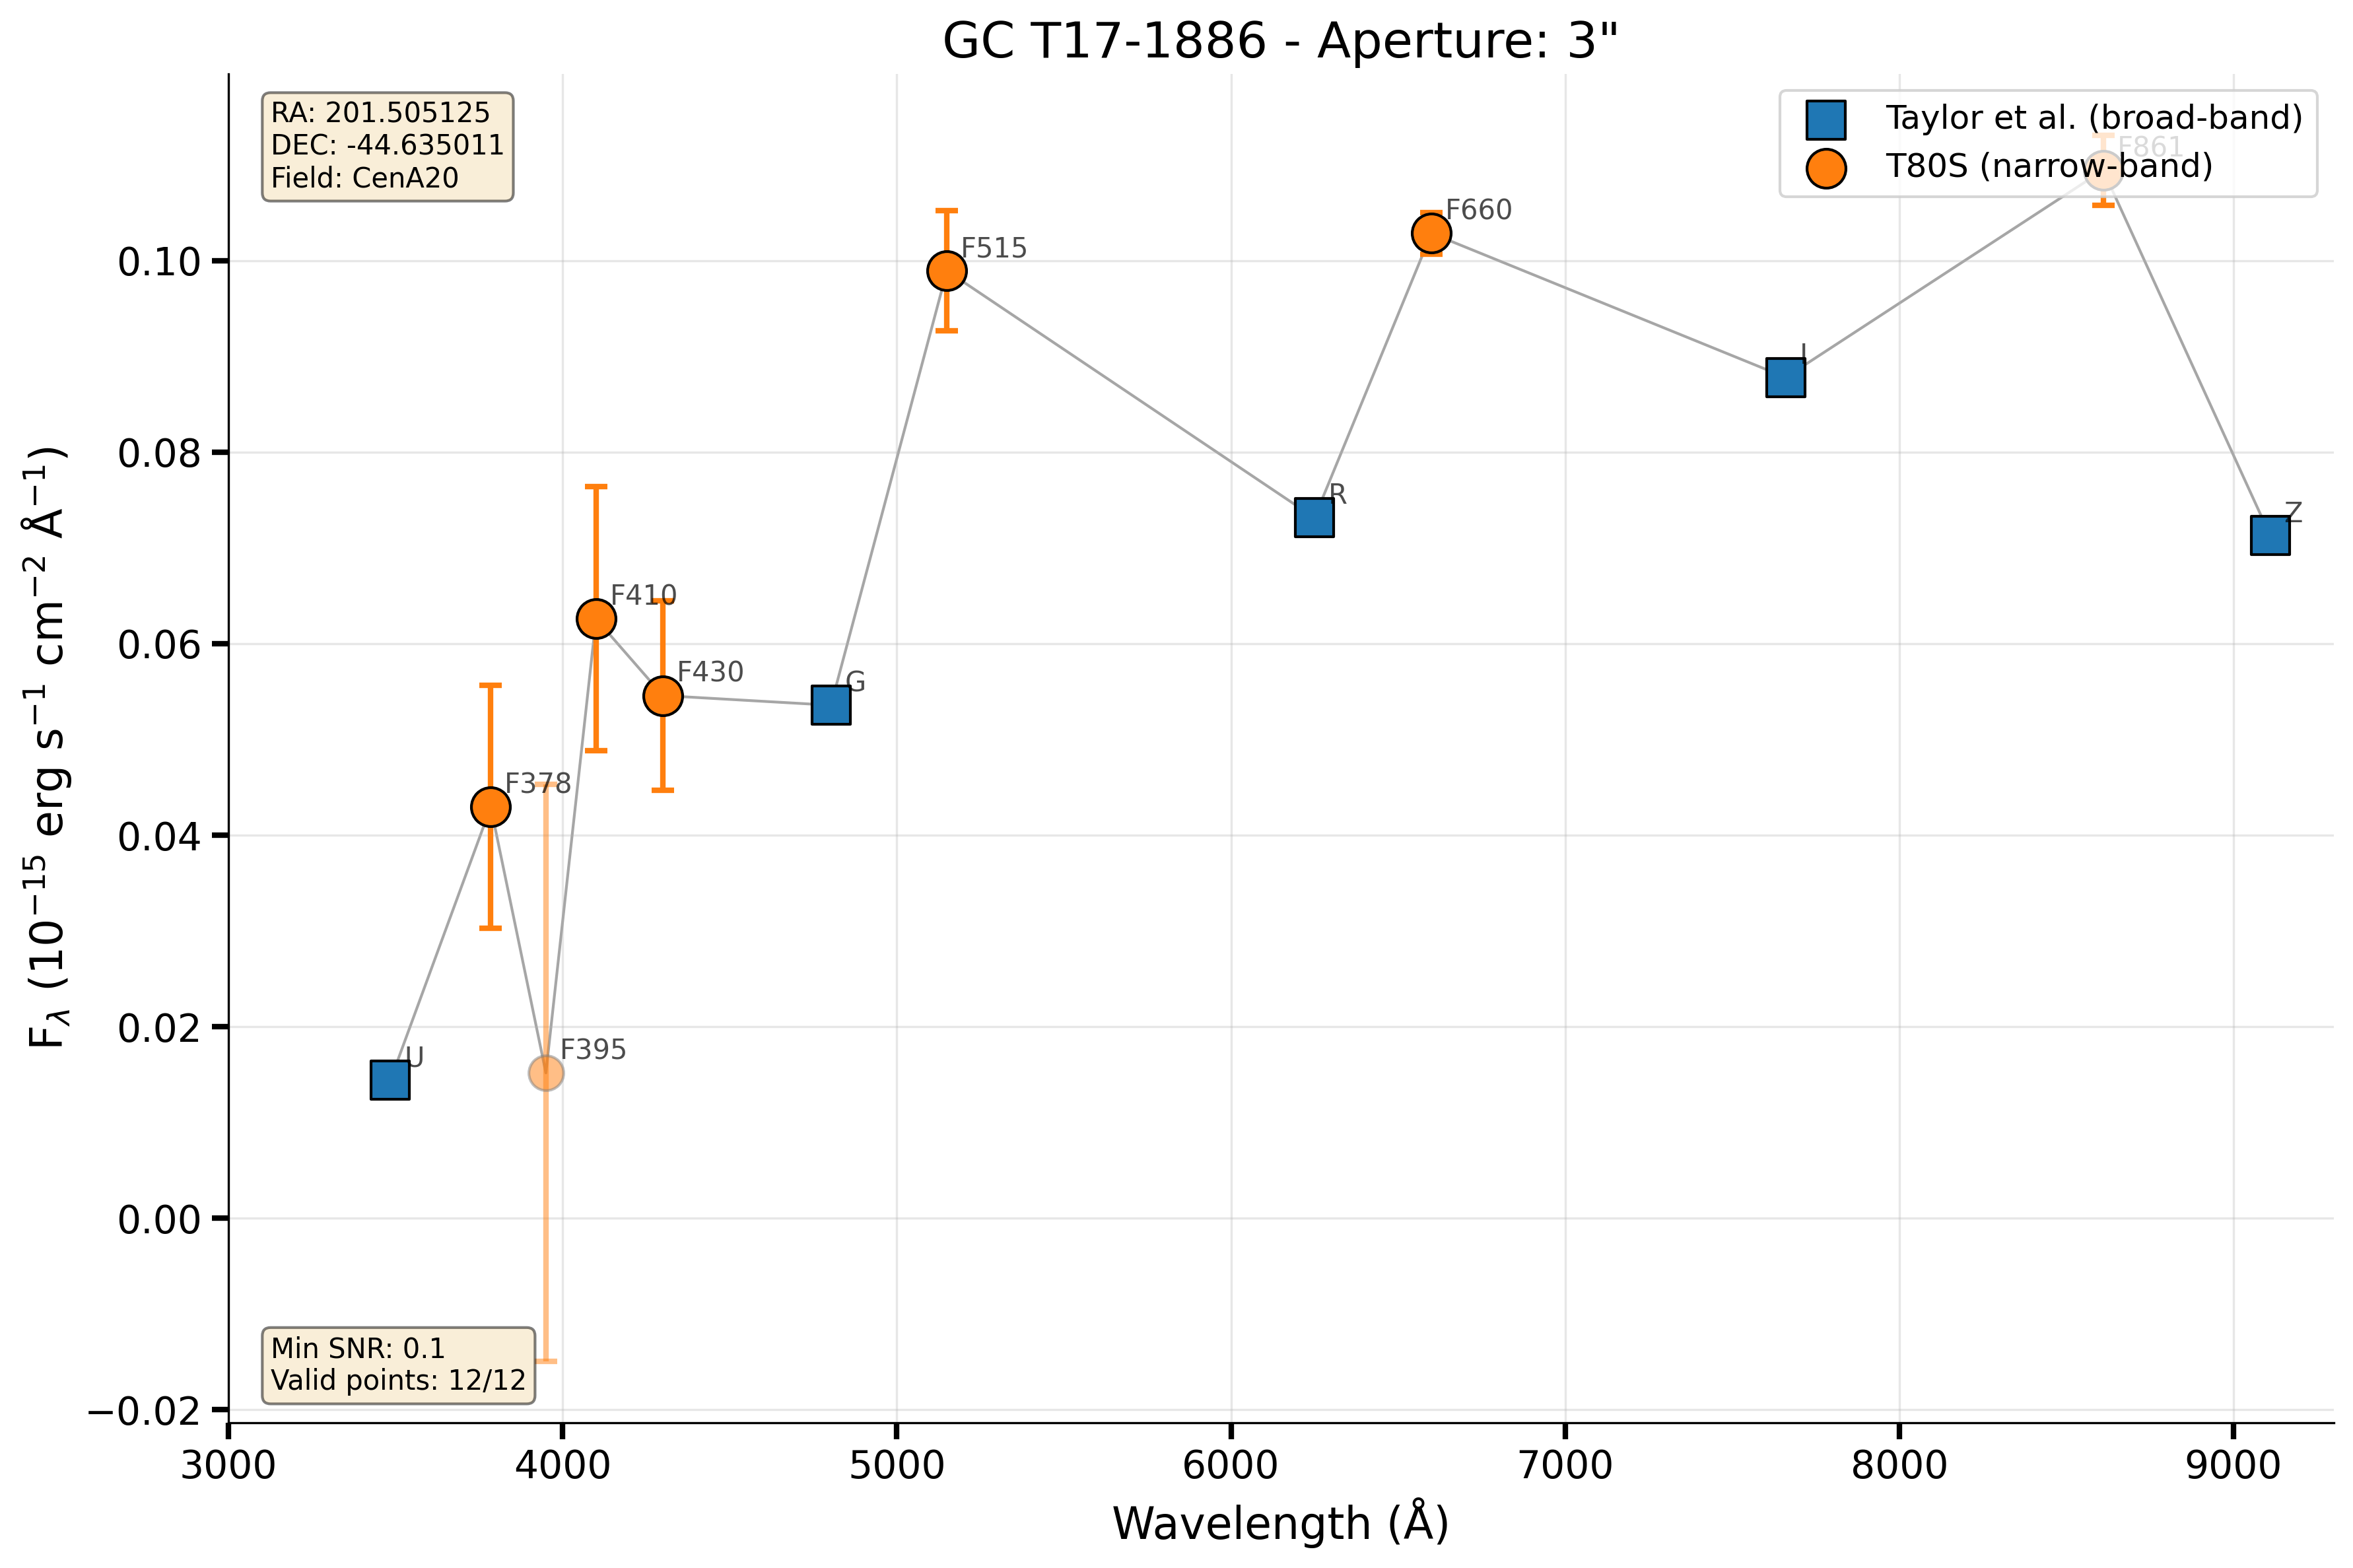 GC T17-1886 - Aperture: 3"
RA: 201.505125
DEC: -44.635011
Field: CenA20
Taylor et al. (broad-band)
T80S (narrow-band)
F861
F660
F515
I
R
Z
F410
F430
G
F378
F395
U
Min SNR: 0.1
Valid points: 12/12
0.10
0.08
0.06
0.04
0.02
0.00
−0.02
F$_λ$ (10⁻¹⁵ erg s⁻¹ cm⁻² Å⁻¹)
3000 4000 5000 6000 7000 8000 9000
Wavelength (Å)